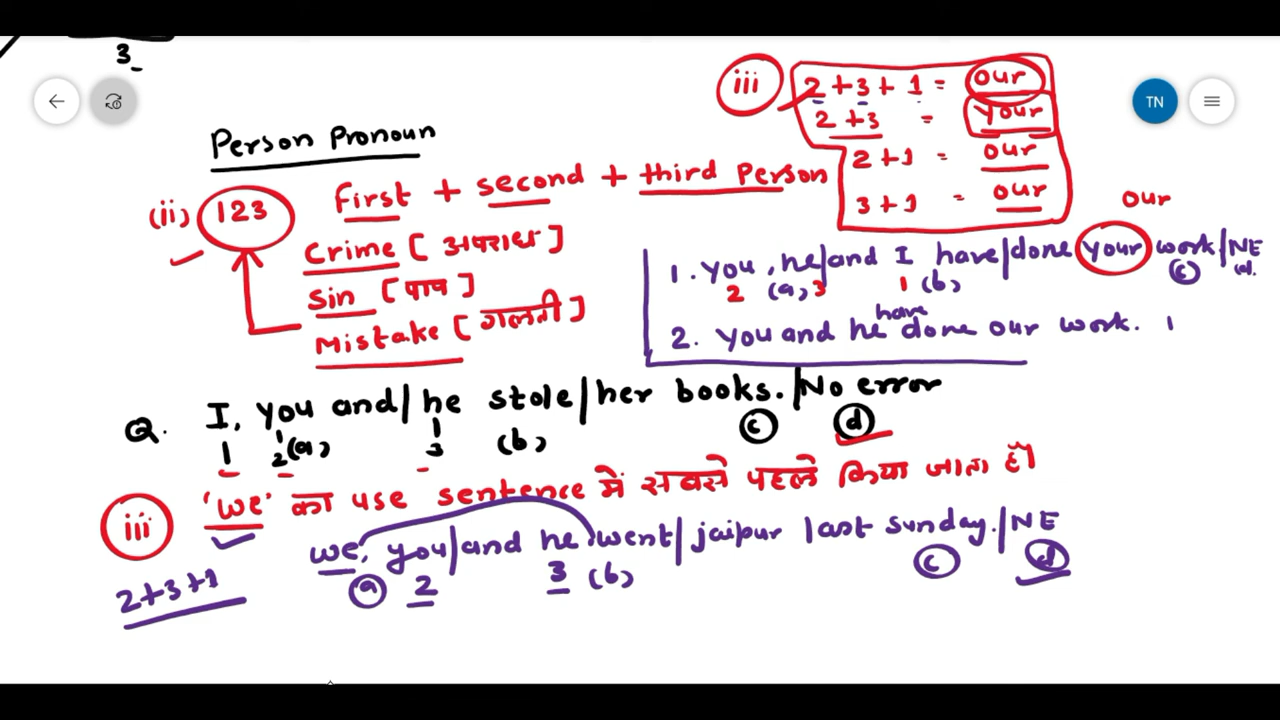 3
TN
Person Pronoun
(ii) 123 First + second + third Person
Crime [ अपराध ]
Sin [ पाप ]
Mistake [ गलती ]
iii 2 + 3 + 1 = our
2 + 3 = your
2 + 1 = our
3 + 1 = our
our
1. You, he/and I have/done your work/NE
2 (a) 3 1 (b) (c) (d)
have
2. You and he done our work. 1
Q. I, you and/he stole/her books./No error
1 2 (a) 3 (b) (c) (d)
iii 'we' का use sentence में सबसे पहले किया जाता है।
we, you/and he went/jaipur last sunday./NE
(a) 2 3 (b) (c) (d)
2+3+1